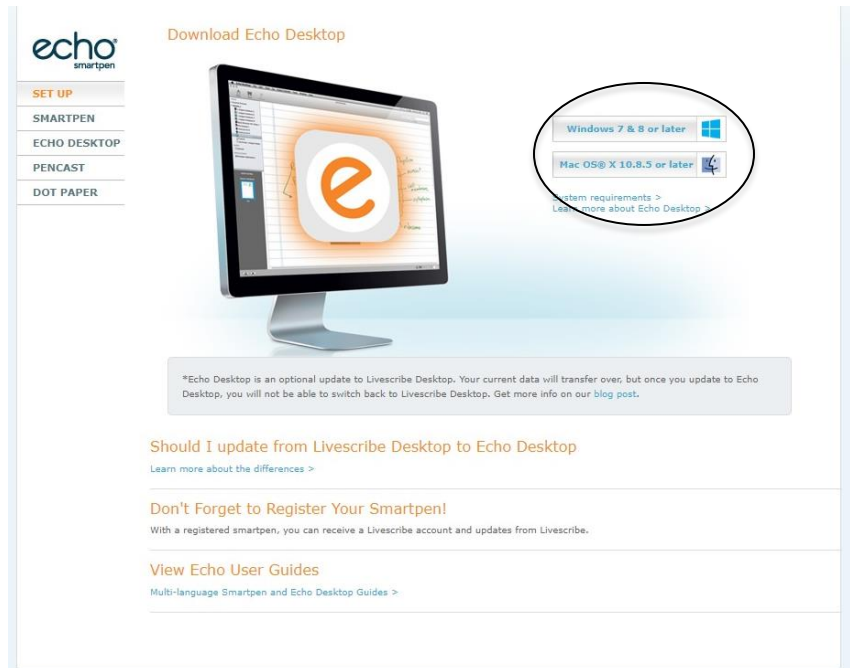 echo®
smartpen
SET UP
SMARTPEN
ECHO DESKTOP
PENCAST
DOT PAPER
Download Echo Desktop
e
Windows 7 & 8 or later
Mac OS® X 10.8.5 or later
System requirements >
Learn more about Echo Desktop >
*Echo Desktop is an optional update to Livescribe Desktop. Your current data will transfer over, but once you update to Echo
Desktop, you will not be able to switch back to Livescribe Desktop. Get more info on our blog post.
Should I update from Livescribe Desktop to Echo Desktop
Learn more about the differences >
Don't Forget to Register Your Smartpen!
With a registered smartpen, you can receive a Livescribe account and updates from Livescribe.
View Echo User Guides
Multi-language Smartpen and Echo Desktop Guides >